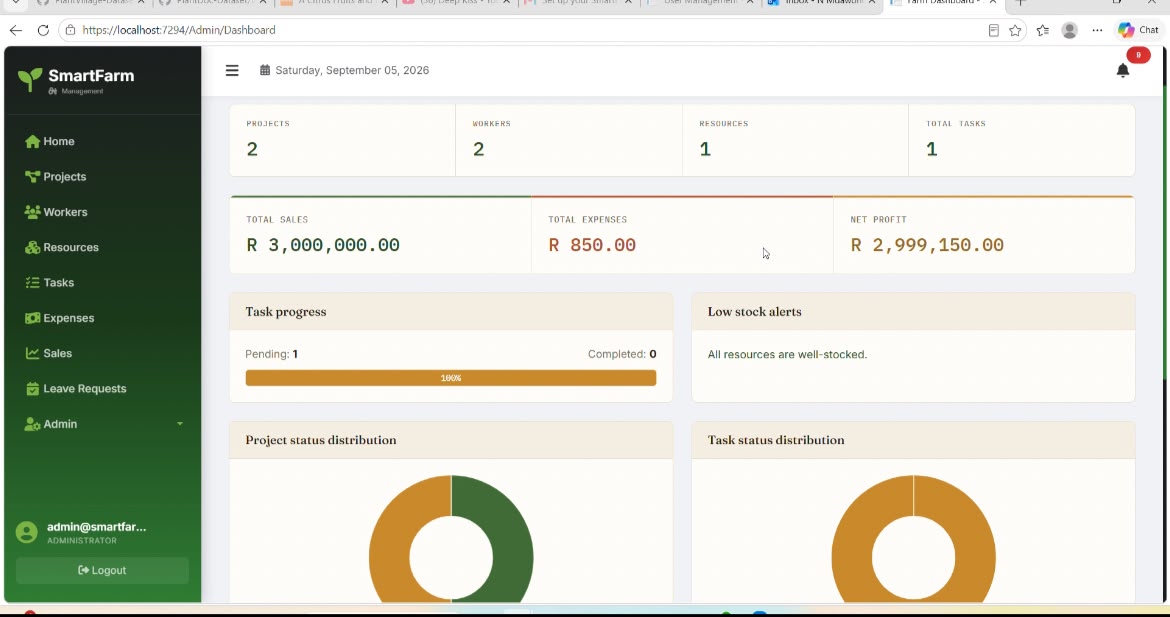 https://localhost:7294/Admin/Dashboard
Chat
SmartFarm
Management
Saturday, September 05, 2026
9
Home
Projects
Workers
Resources
Tasks
Expenses
Sales
Leave Requests
Admin
admin@smartfar...
ADMINISTRATOR
Logout
PROJECTS
2
WORKERS
2
RESOURCES
1
TOTAL TASKS
1
TOTAL SALES
R 3,000,000.00
TOTAL EXPENSES
R 850.00
NET PROFIT
R 2,999,150.00
Task progress
Pending: 1
Completed: 0
100%
Low stock alerts
All resources are well-stocked.
Project status distribution
Task status distribution